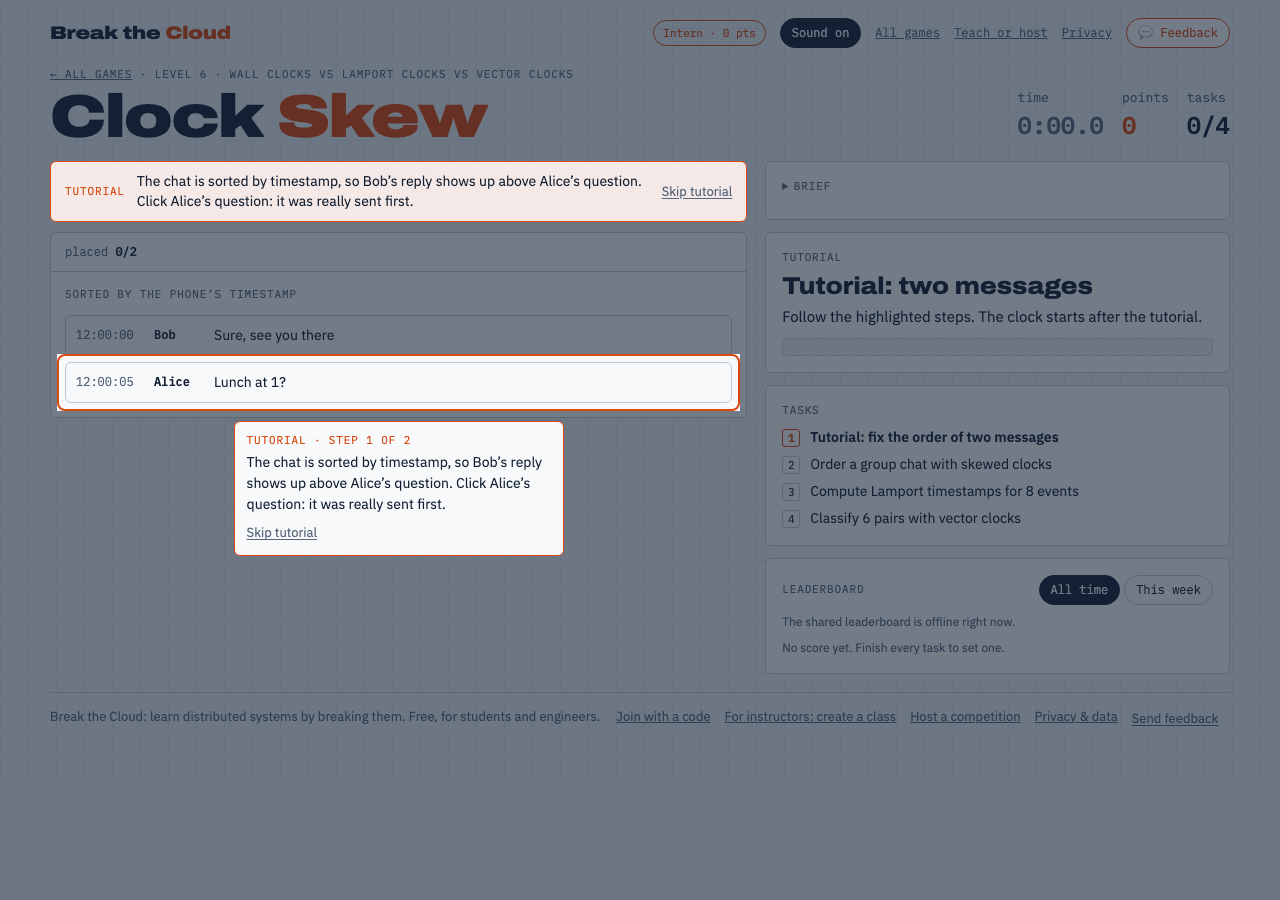 Break the Cloud
Intern · 0 pts
Sound on
All games
Teach or host
Privacy
💬 Feedback
← ALL GAMES · LEVEL 6 · WALL CLOCKS VS LAMPORT CLOCKS VS VECTOR CLOCKS
Clock Skew
time
points
tasks
0:00.0
0
0/4
TUTORIAL
The chat is sorted by timestamp, so Bob’s reply shows up above Alice’s question.
Click Alice’s question: it was really sent first.
Skip tutorial
placed 0/2
SORTED BY THE PHONE’S TIMESTAMP
12:00:00 Bob Sure, see you there
12:00:05 Alice Lunch at 1?
TUTORIAL · STEP 1 OF 2
The chat is sorted by timestamp, so Bob’s reply
shows up above Alice’s question. Click Alice’s
question: it was really sent first.
Skip tutorial
▶ BRIEF
TUTORIAL
Tutorial: two messages
Follow the highlighted steps. The clock starts after the tutorial.
TASKS
1 Tutorial: fix the order of two messages
2 Order a group chat with skewed clocks
3 Compute Lamport timestamps for 8 events
4 Classify 6 pairs with vector clocks
LEADERBOARD
All time
This week
The shared leaderboard is offline right now.
No score yet. Finish every task to set one.
Break the Cloud: learn distributed systems by breaking them. Free, for students and engineers.
Join with a code
For instructors: create a class
Host a competition
Privacy & data
Send feedback